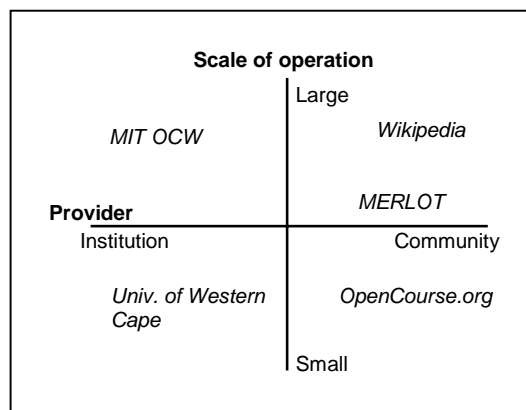 Scale of operation
Large
MIT OCW
Wikipedia
MERLOT
Provider
Institution
Community
Univ. of Western
Cape
OpenCourse.org
Small